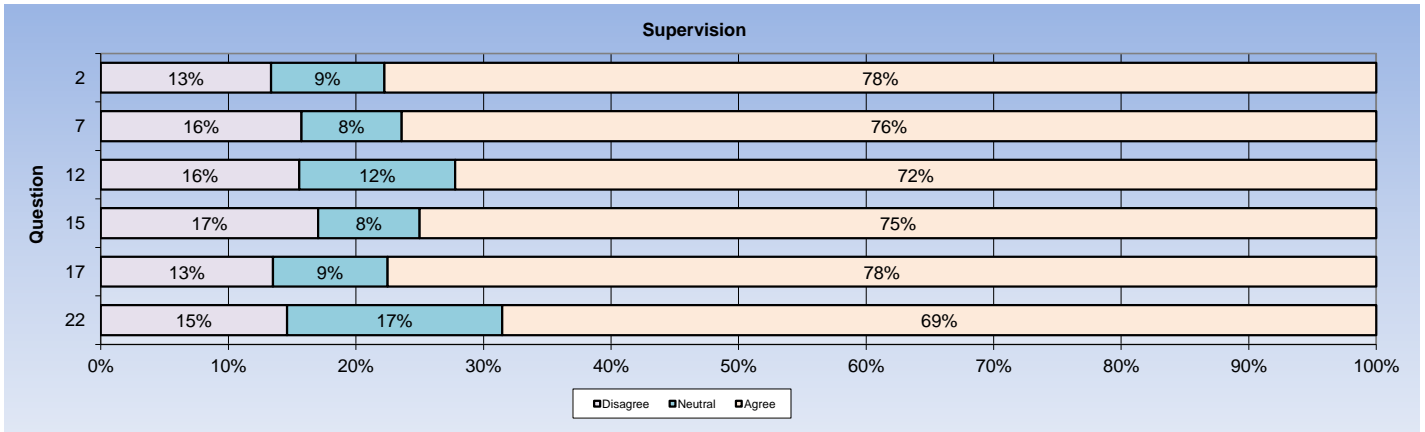 Supervision
2 13% 9% 78%
7 16% 8% 76%
12 16% 12% 72%
15 17% 8% 75%
17 13% 9% 78%
22 15% 17% 69%
Question
0% 10% 20% 30% 40% 50% 60% 70% 80% 90% 100%
Disagree Neutral Agree